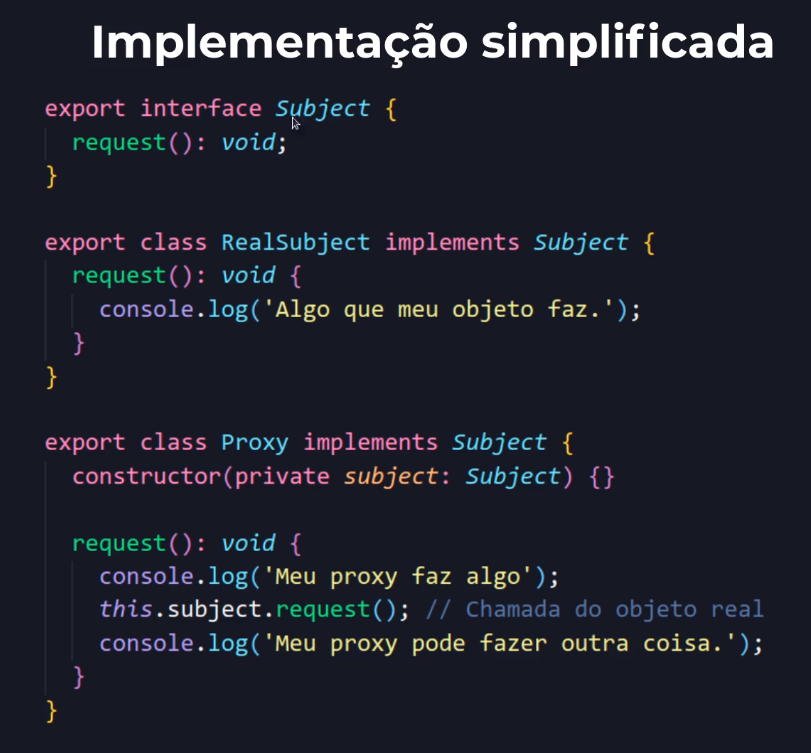 Implementação simplificada
export interface Subject {
request(): void;
}
export class RealSubject implements Subject {
request(): void {
console.log('Algo que meu objeto faz.');
}
}
export class Proxy implements Subject {
constructor(private subject: Subject) {}
request(): void {
console.log('Meu proxy faz algo');
this.subject.request(); // Chamada do objeto real
console.log('Meu proxy pode fazer outra coisa.');
}
}